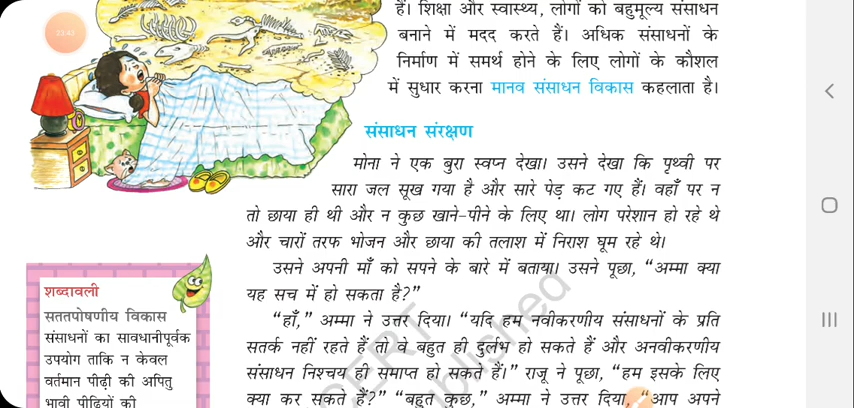 हैं। शिक्षा और स्वास्थ्य, लोगों को बहुमूल्य संसाधन
बनाने में मदद करते हैं। अधिक संसाधनों के
निर्माण में समर्थ होने के लिए लोगों के कौशल
में सुधार करना मानव संसाधन विकास कहलाता है।
संसाधन संरक्षण
मोना ने एक बुरा स्वप्न देखा। उसने देखा कि पृथ्वी पर
सारा जल सूख गया है और सारे पेड़ कट गए हैं। वहाँ पर न
तो छाया ही थी और न कुछ खाने-पीने के लिए था। लोग परेशान हो रहे थे
और चारों तरफ भोजन और छाया की तलाश में निराश घूम रहे थे।
उसने अपनी माँ को सपने के बारे में बताया। उसने पूछा, “अम्मा क्या
यह सच में हो सकता है?”
“हाँ,” अम्मा ने उत्तर दिया। “यदि हम नवीकरणीय संसाधनों के प्रति
सतर्क नहीं रहते हैं तो वे बहुत ही दुर्लभ हो सकते हैं और अनवीकरणीय
संसाधन निश्चय ही समाप्त हो सकते हैं।” राजू ने पूछा, “हम इसके लिए
क्या कर सकते हैं?” “बहुत कुछ,” अम्मा ने उत्तर दिया, “आप अपने
शब्दावली
सततपोषणीय विकास
संसाधनों का सावधानीपूर्वक
उपयोग ताकि न केवल
वर्तमान पीढ़ी की अपितु
भावी पीढ़ियों की